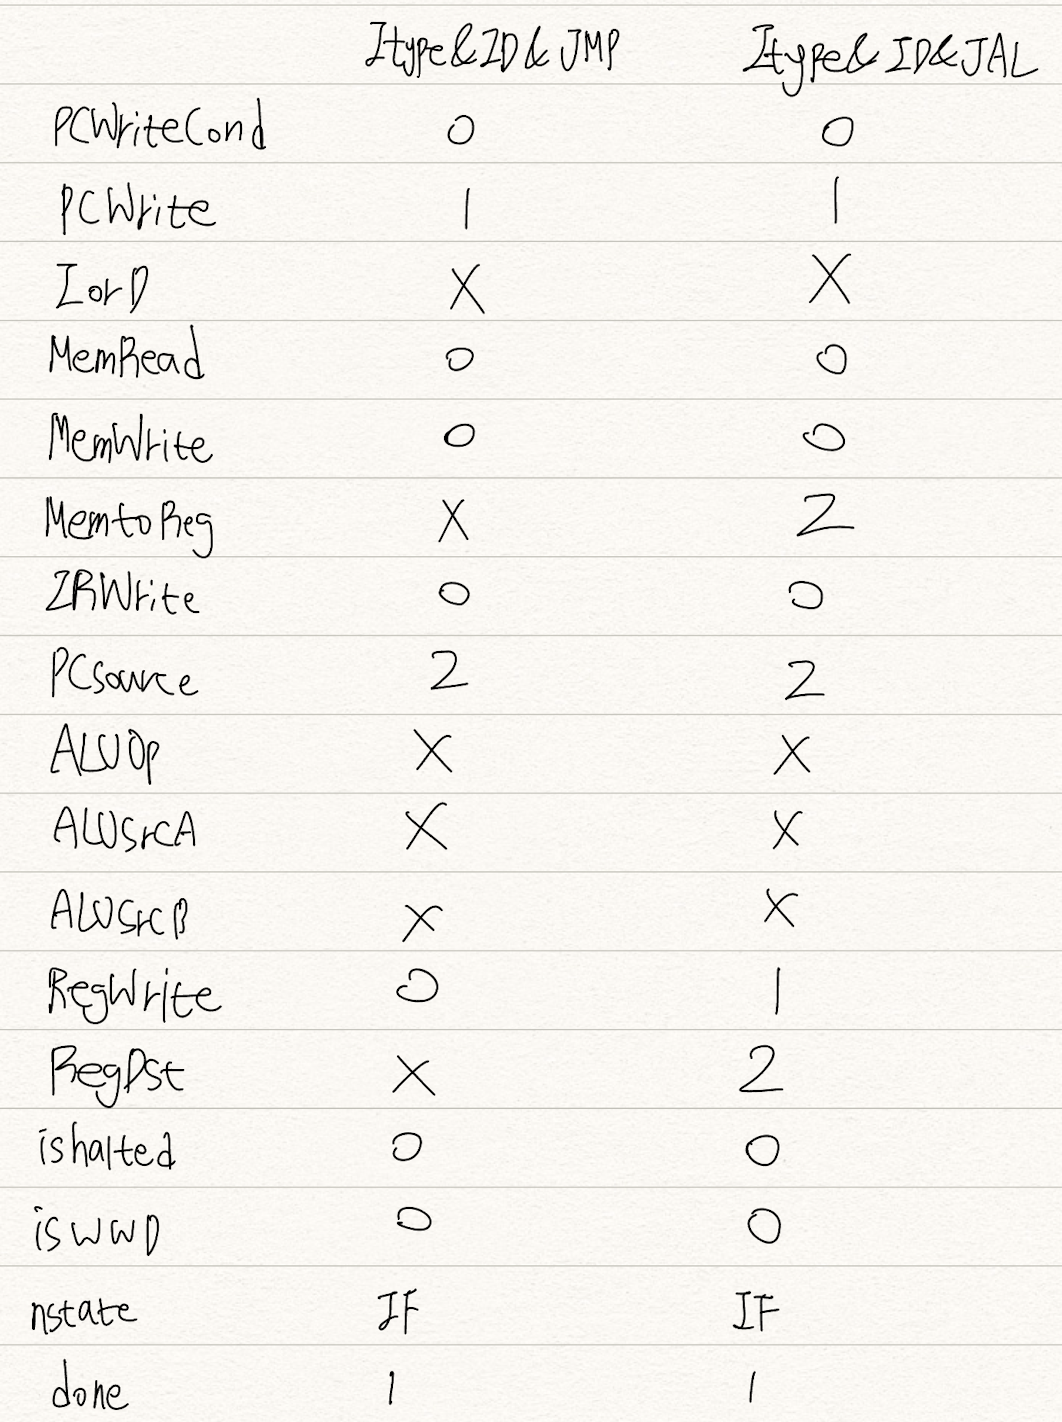 Itype&ID&JMP Itype&ID&JAL
PCWriteCond 0 0
PCWrite 1 1
IorD X X
MemRead 0 0
MemWrite 0 0
MemtoReg X 2
IRWrite 0 0
PCsource 2 2
ALUOp X X
ALUSrcA X X
ALUSrcB X X
RegWrite 0 1
RegDst X 2
ishalted 0 0
isWWD 0 0
nstate IF IF
done 1 1